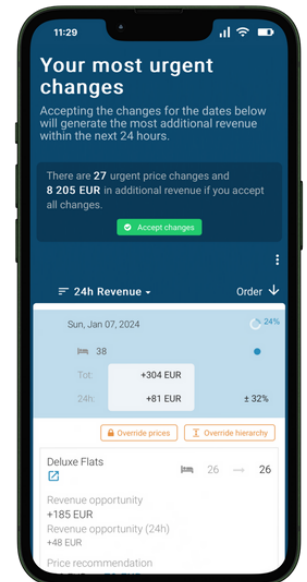 11:29
Your most urgent
changes
Accepting the changes for the dates below
will generate the most additional revenue
within the next 24 hours.
There are 27 urgent price changes and
8 205 EUR in additional revenue if you accept
all changes.
Accept changes
24h Revenue
Order
Sun, Jan 07, 2024
24%
38
Tot: +304 EUR
24h: +81 EUR ± 32%
Override prices Override hierarchy
Deluxe Flats 26 → 26
Revenue opportunity
+185 EUR
Revenue opportunity (24h)
+48 EUR
Price recommendation